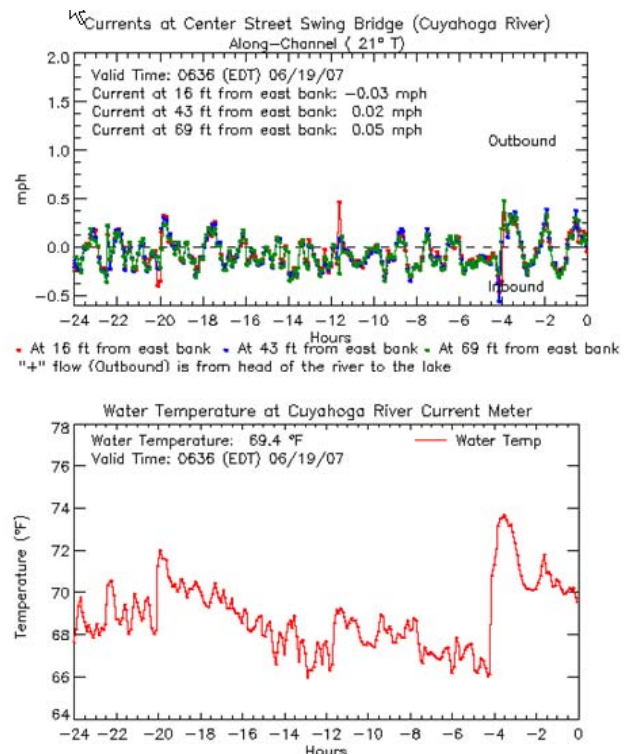 Currents at Center Street Swing Bridge (Cuyahoga River)
Along-Channel ( 21° T)
Valid Time: 0636 (EDT) 06/19/07
Current at 16 ft from east bank: -0.03 mph
Current at 43 ft from east bank: 0.02 mph
Current at 69 ft from east bank: 0.05 mph
Outbound
Inbound
mph
2.0
1.5
1.0
0.5
0.0
-0.5
-24 -22 -20 -18 -16 -14 -12 -10 -8 -6 -4 -2 0
Hours
At 16 ft from east bank At 43 ft from east bank At 69 ft from east bank
"+" flow (Outbound) is from head of the river to the lake
Water Temperature at Cuyahoga River Current Meter
Water Temperature: 69.4 °F
Valid Time: 0636 (EDT) 06/19/07
Water Temp
Temperature (°F)
78
76
74
72
70
68
66
64
-24 -22 -20 -18 -16 -14 -12 -10 -8 -6 -4 -2 0
Hours